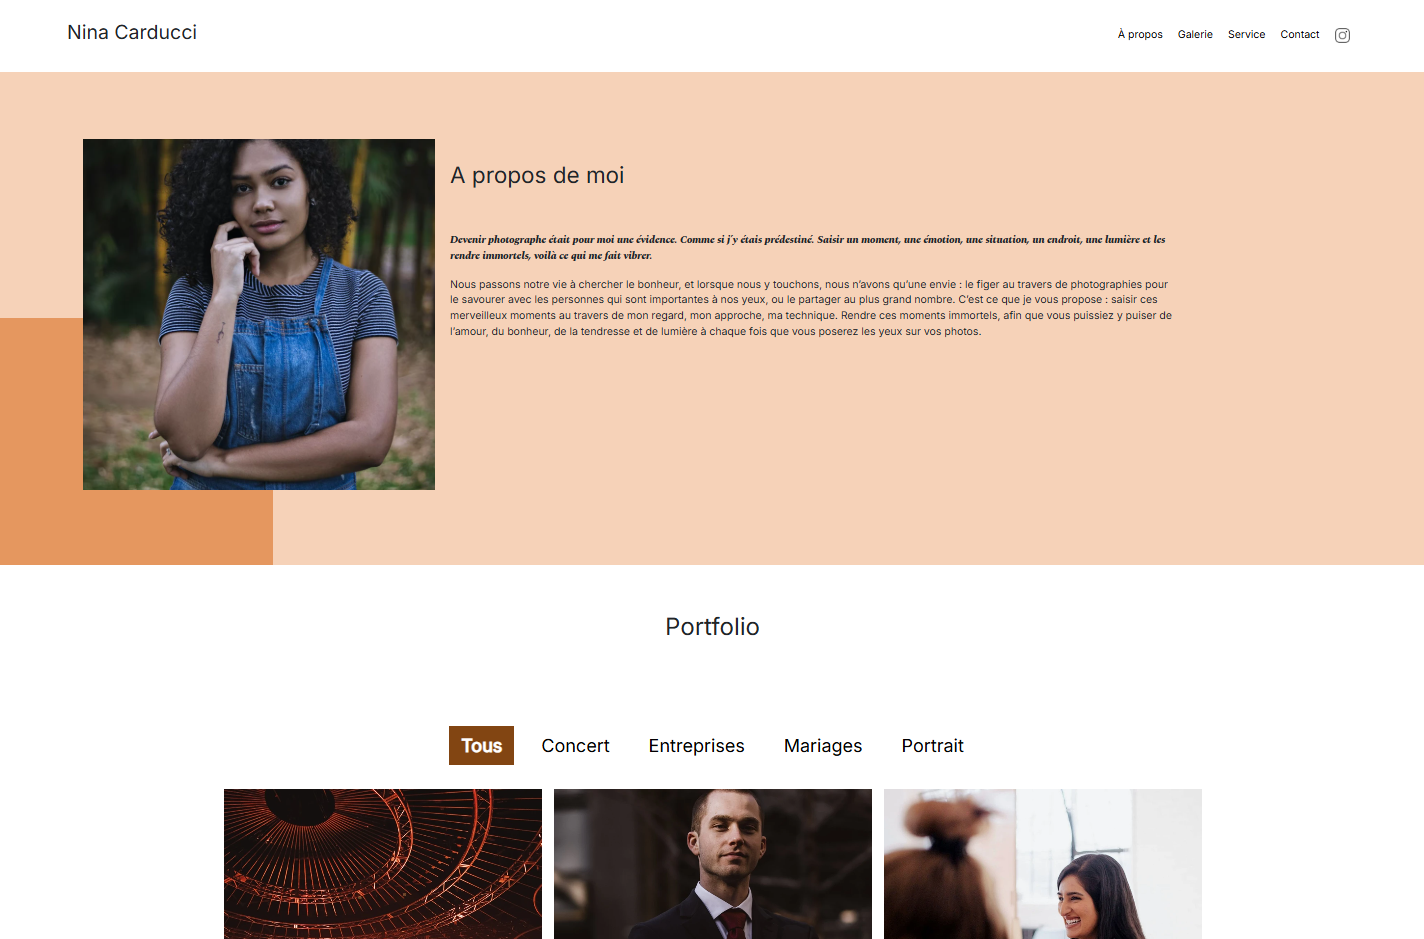 Nina Carducci
À propos Galerie Service Contact
A propos de moi
Devenir photographe était pour moi une évidence. Comme si j'y étais prédestiné. Saisir un moment, une émotion, une situation, un endroit, une lumière et les
rendre immortels, voilà ce qui me fait vibrer.
Nous passons notre vie à chercher le bonheur, et lorsque nous y touchons, nous n’avons qu’une envie : le figer au travers de photographies pour
le savourer avec les personnes qui sont importantes à nos yeux, ou le partager au plus grand nombre. C’est ce que je vous propose : saisir ces
merveilleux moments au travers de mon regard, mon approche, ma technique. Rendre ces moments immortels, afin que vous puissiez y puiser de
l’amour, du bonheur, de la tendresse et de lumière à chaque fois que vous poserez les yeux sur vos photos.
Portfolio
Tous Concert Entreprises Mariages Portrait